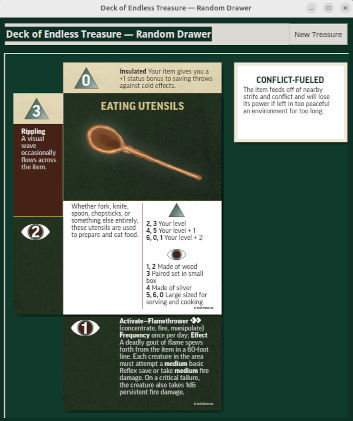 Deck of Endless Treasure — Random Drawer
Deck of Endless Treasure — Random Drawer
New Treasure
0
Insulated Your item gives you a
+1 status bonus to saving throws
against cold effects.
3
Rippling
A visual
wave
occasionally
flows across
the item.
2
EATING UTENSILS
Whether fork, knife,
spoon, chopsticks, or
something else entirely,
these utensils are used
to prepare and eat food.
2, 3 Your level
4, 5 Your level + 1
6, 0, 1 Your level + 2
1, 2 Made of wood
3 Paired set in small
box
4 Made of silver
5, 6, 0 Large sized for
serving and cooking
1
Activate—Flamethrower
(concentrate, fire, manipulate)
Frequency once per day; Effect
A deadly gout of flame spews
forth from the item in a 60-foot
line. Each creature in the area
must attempt a medium basic
Reflex save or take medium fire
damage. On a critical failure,
the creature also takes 1d6
persistent fire damage.
CONFLICT-FUELED
The item feeds off of nearby
strife and conflict and will lose
its power if left in too peaceful
an environment for too long.